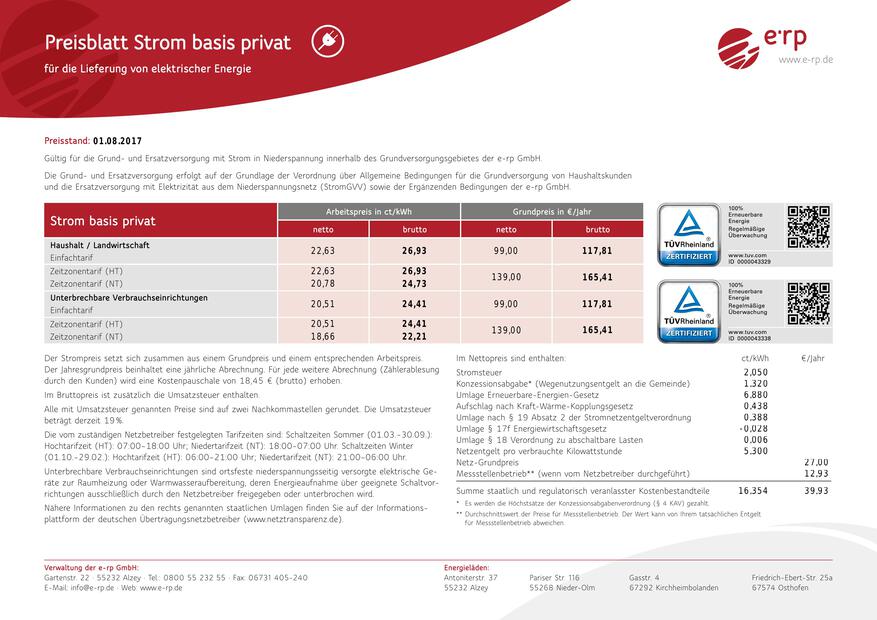 Preisblatt Strom basis privat
für die Lieferung von elektrischer Energie
e·rp
www.e-rp.de
Preisstand: 01.08.2017
Gültig für die Grund- und Ersatzversorgung mit Strom in Niederspannung innerhalb des Grundversorgungsgebietes der e-rp GmbH.
Die Grund- und Ersatzversorgung erfolgt auf der Grundlage der Verordnung über Allgemeine Bedingungen für die Grundversorgung von Haushaltskunden
und die Ersatzversorgung mit Elektrizität aus dem Niederspannungsnetz (StromGVV) sowie der Ergänzenden Bedingungen der e-rp GmbH.
Strom basis privat
Arbeitspreis in ct/kWh Grundpreis in €/Jahr
netto brutto netto brutto
Haushalt / Landwirtschaft
Einfachtarif
22,63 26,93 99,00 117,81
Zeitzonentarif (HT) 22,63 26,93
Zeitzonentarif (NT) 20,78 24,73
139,00 165,41
Unterbrechbare Verbrauchseinrichtungen
Einfachtarif
20,51 24,41 99,00 117,81
Zeitzonentarif (HT) 20,51 24,41
Zeitzonentarif (NT) 18,66 22,21
139,00 165,41
TÜVRheinland®
ZERTIFIZIERT
100%
Erneuerbare
Energie
Regelmäßige
Überwachung
www.tuv.com
ID 0000043329
TÜVRheinland®
ZERTIFIZIERT
100%
Erneuerbare
Energie
Regelmäßige
Überwachung
www.tuv.com
ID 0000043338
Der Strompreis setzt sich zusammen aus einem Grundpreis und einem entsprechenden Arbeitspreis.
Der Jahresgrundpreis beinhaltet eine jährliche Abrechnung. Für jede weitere Abrechnung (Zählerablesung
durch den Kunden) wird eine Kostenpauschale von 18,45 € (brutto) erhoben.
Im Bruttopreis ist zusätzlich die Umsatzsteuer enthalten.
Alle mit Umsatzsteuer genannten Preise sind auf zwei Nachkommastellen gerundet. Die Umsatzsteuer
beträgt derzeit 19%.
Die vom zuständigen Netzbetreiber festgelegten Tarifzeiten sind: Schaltzeiten Sommer (01.03.-30.09.):
Hochtarifzeit (HT): 07:00-18:00 Uhr; Niedertarifzeit (NT): 18:00-07:00 Uhr. Schaltzeiten Winter
(01.10.-29.02.): Hochtarifzeit (HT): 06:00-21:00 Uhr; Niedertarifzeit (NT): 21:00-06:00 Uhr.
Unterbrechbare Verbrauchseinrichtungen sind ortsfeste niederspannungsseitig versorgte elektrische Ge-
räte zur Raumheizung oder Warmwasseraufbereitung, deren Energieaufnahme über geeignete Schaltvor-
richtungen ausschließlich durch den Netzbetreiber freigegeben oder unterbrochen wird.
Nähere Informationen zu den rechts genannten staatlichen Umlagen finden Sie auf der Informations-
plattform der deutschen Übertragungsnetzbetreiber (www.netztransparenz.de).
Im Nettopreis sind enthalten: ct/kWh €/Jahr
Stromsteuer 2,050
Konzessionsabgabe* (Wegenutzungsentgelt an die Gemeinde) 1,320
Umlage Erneuerbare-Energien-Gesetz 6,880
Aufschlag nach Kraft-Wärme-Kopplungsgesetz 0,438
Umlage nach § 19 Absatz 2 der Stromnetzentgeltverordnung 0,388
Umlage § 17f Energiewirtschaftsgesetz -0,028
Umlage § 18 Verordnung zu abschaltbare Lasten 0,006
Netzentgelt pro verbrauchte Kilowattstunde 5,300
Netz-Grundpreis 27,00
Messstellenbetrieb** (wenn vom Netzbetreiber durchgeführt) 12,93
Summe staatlich und regulatorisch veranlasster Kostenbestandteile 16,354 39,93
* Es werden die Höchstsätze der Konzessionsabgabenverordnung (§ 4 KAV) gezahlt.
** Durchschnittswert der Preise für Messstellenbetrieb. Der Wert kann von Ihrem tatsächlichen Entgelt
für Messstellenbetrieb abweichen.
Verwaltung der e-rp GmbH:
Gartenstr. 22 · 55232 Alzey · Tel.: 0800 55 232 55 · Fax: 06731 405-240
E-Mail: info@e-rp.de · Web: www.e-rp.de
Energieläden:
Antoniterstr. 37 Pariser Str. 116 Gasstr. 4 Friedrich-Ebert-Str. 25a
55232 Alzey 55268 Nieder-Olm 67292 Kirchheimbolanden 67574 Osthofen